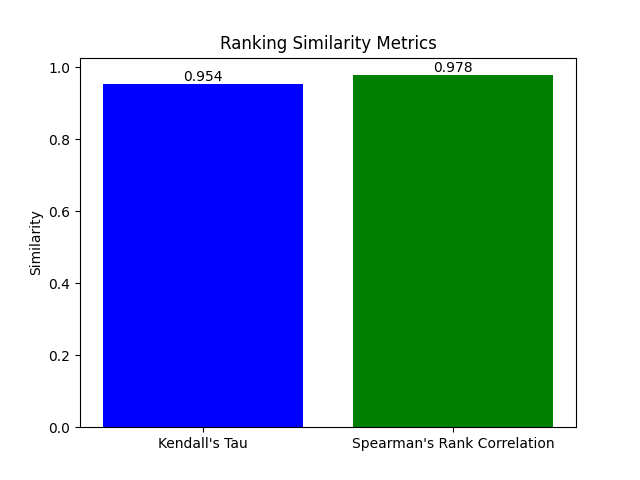 Ranking Similarity Metrics
0.954
0.978
1.0
0.8
0.6
0.4
0.2
0.0
Similarity
Kendall's Tau
Spearman's Rank Correlation